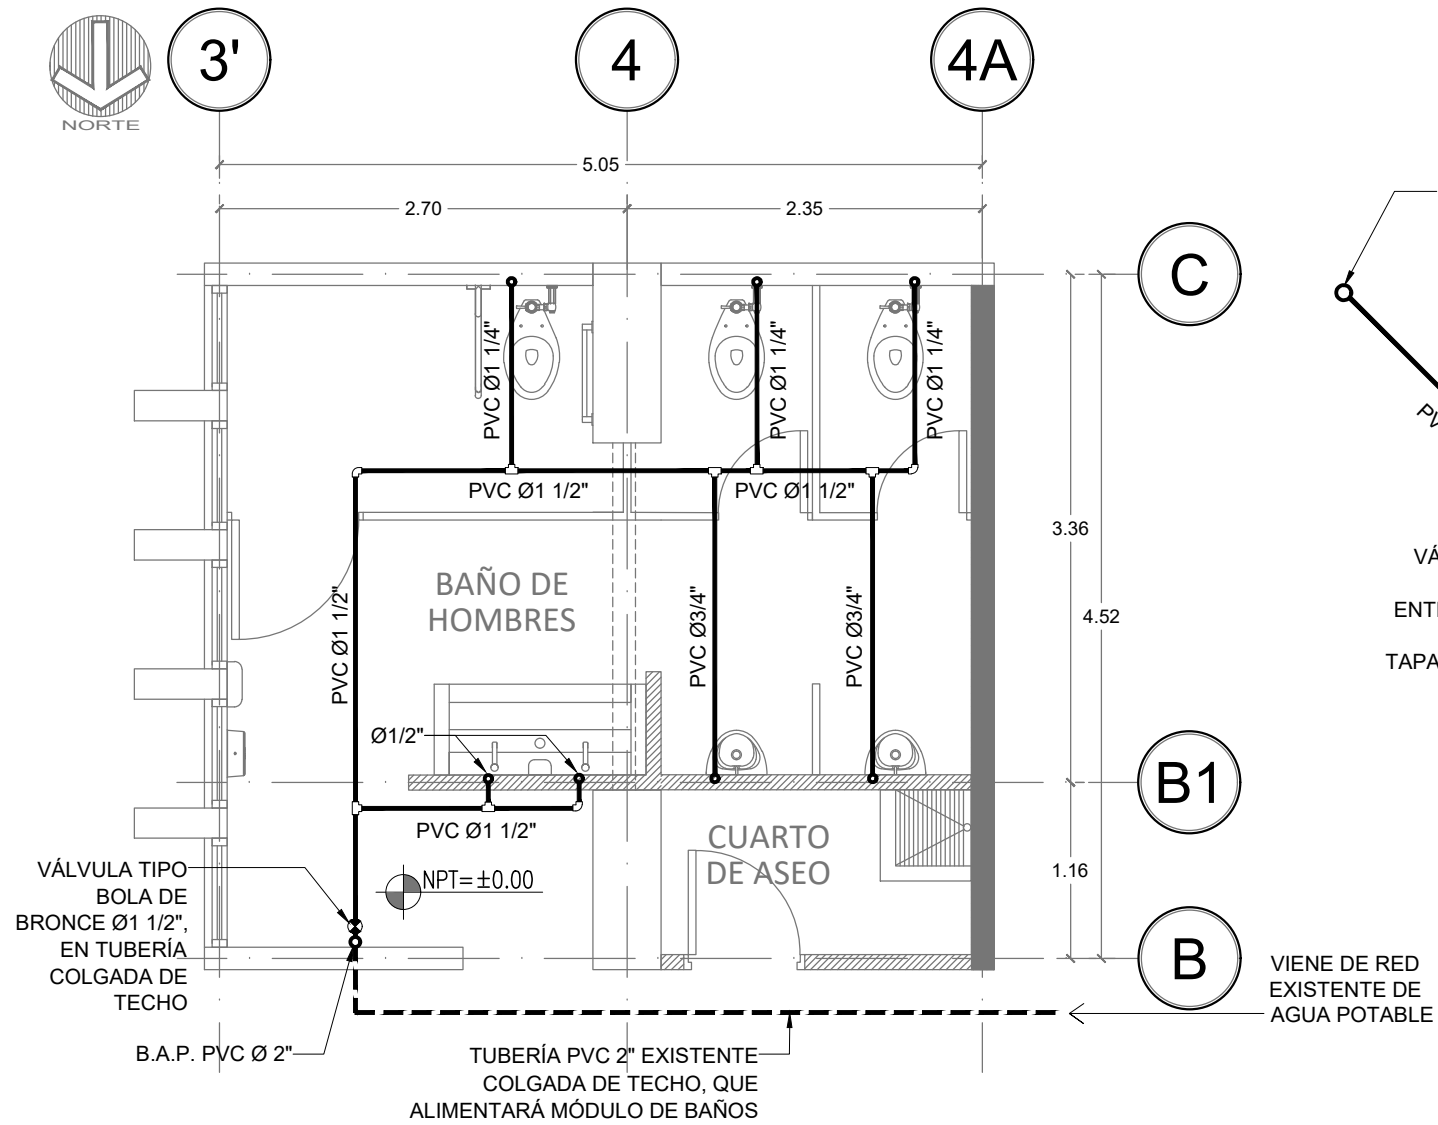 NORTE
3'
4
4A
5.05
2.70
2.35
C
PVC Ø1 1/4"
PVC Ø1 1/4"
PVC Ø1 1/4"
PVC Ø1 1/2"
PVC Ø1 1/2"
3.36
VÁ
BAÑO DE
HOMBRES
PVC Ø1 1/2"
PVC Ø3/4"
PVC Ø3/4"
4.52
ENT
TAPA
Ø1/2"
B1
PVC Ø1 1/2"
CUARTO
DE ASEO
1.16
NPT=±0.00
VÁLVULA TIPO
BOLA DE
BRONCE Ø1 1/2",
EN TUBERÍA
COLGADA DE
TECHO
B
VIENE DE RED
EXISTENTE DE
AGUA POTABLE
B.A.P. PVC Ø 2"
TUBERÍA PVC 2" EXISTENTE
COLGADA DE TECHO, QUE
ALIMENTARÁ MÓDULO DE BAÑOS